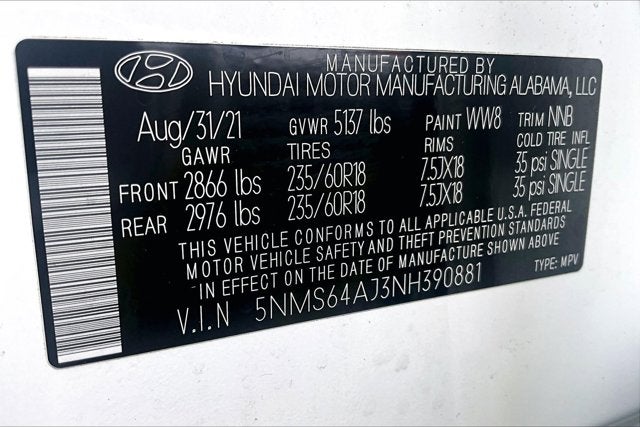 MANUFACTURED BY
HYUNDAI MOTOR MANUFACTURING ALABAMA, LLC
Aug/31/21 GVWR 5137 lbs PAINT WW8 TRIM NNB
GAWR TIRES RIMS COLD TIRE INFL
FRONT 2866 lbs 235/60R18 7.5JX18 35 psi SINGLE
REAR 2976 lbs 235/60R18 7.5JX18 35 psi SINGLE
THIS VEHICLE CONFORMS TO ALL APPLICABLE U.S.A. FEDERAL
MOTOR VEHICLE SAFETY AND THEFT PREVENTION STANDARDS
IN EFFECT ON THE DATE OF MANUFACTURE SHOWN ABOVE
V.I.N 5NMS64AJ3NH390881 TYPE: MPV